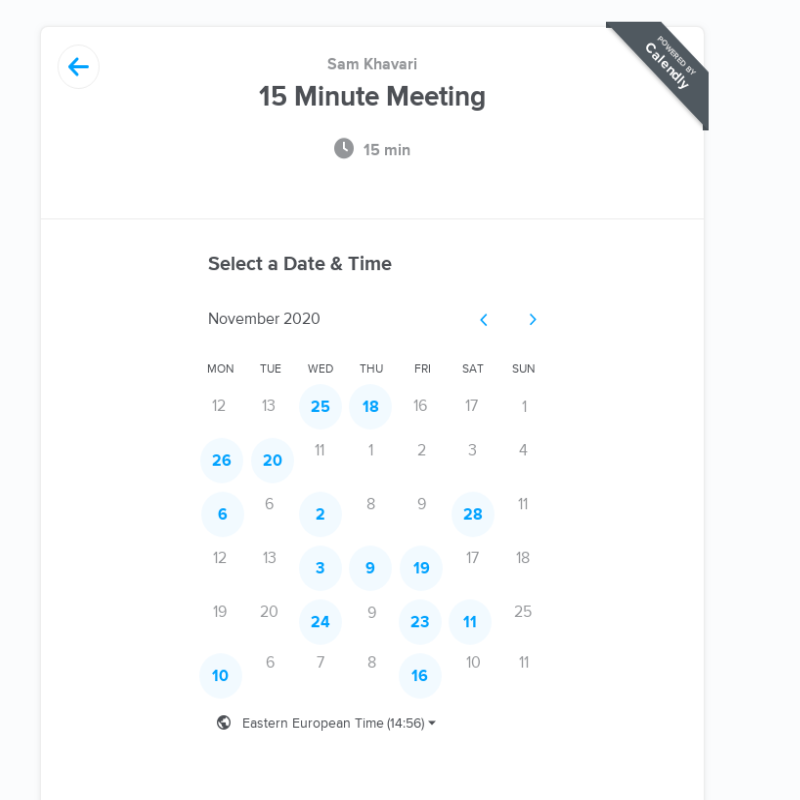 POWERED BY
Calendly
Sam Khavari
15 Minute Meeting
15 min
Select a Date & Time
November 2020
MON TUE WED THU FRI SAT SUN
12 13 25 18 16 17 1
26 20 11 1 2 3 4
6 6 2 8 9 28 11
12 13 3 9 19 17 18
19 20 24 9 23 11 25
10 6 7 8 16 10 11
Eastern European Time (14:56)